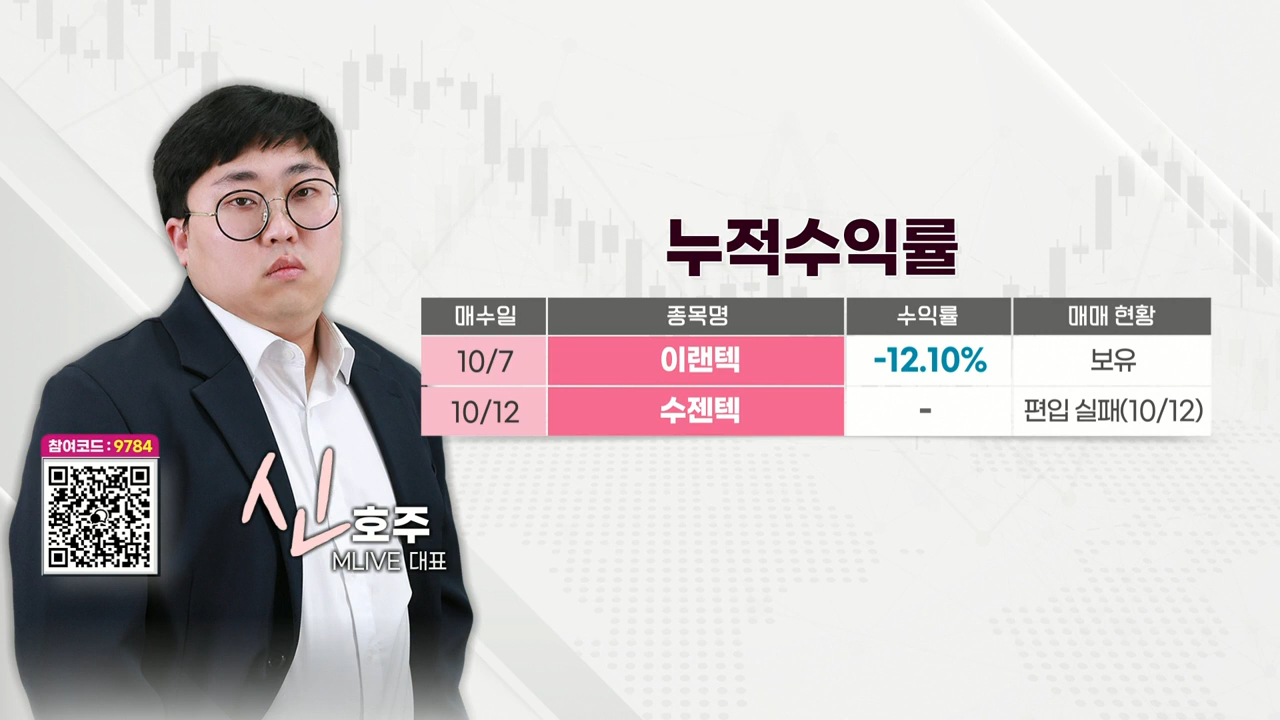 누적수익률
매수일 종목명 수익률 매매 현황
10/7 이랜텍 -12.10% 보유
10/12 수젠텍 - 편입 실패(10/12)
참여코드 : 9784
신호주
MLIVE 대표